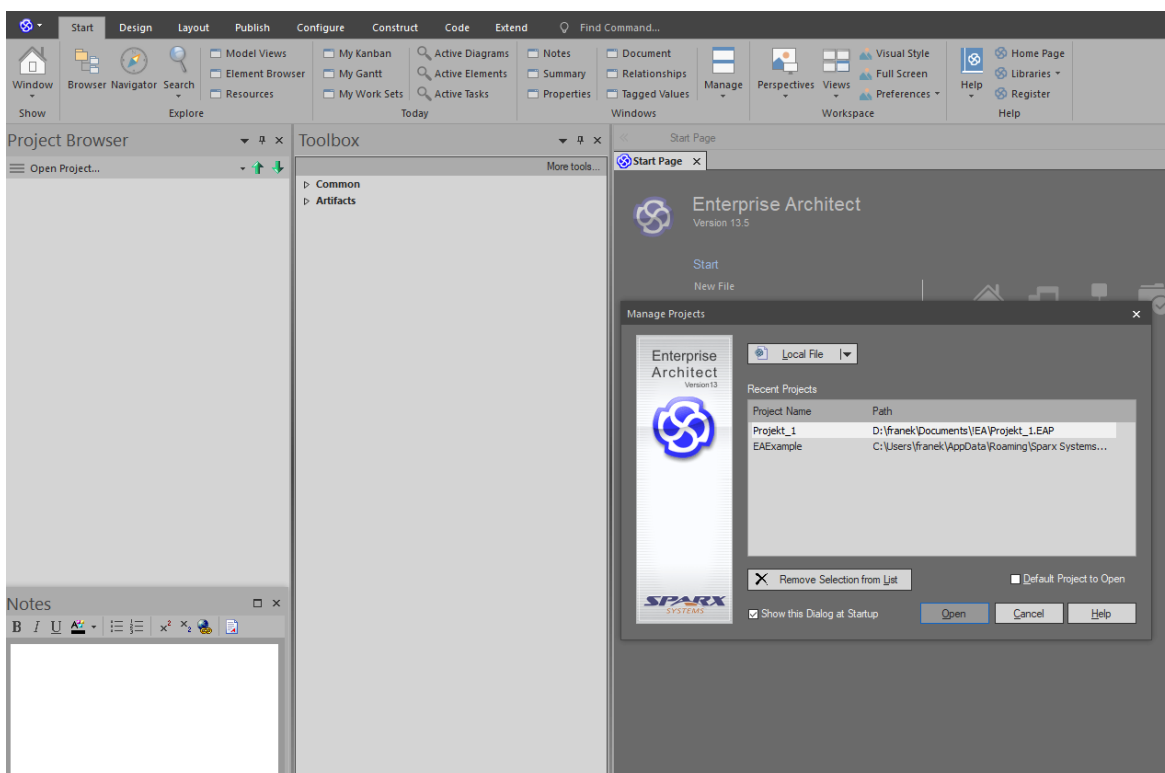 Start Design Layout Publish Configure Construct Code Extend Find Command...
Model Views My Kanban Active Diagrams Notes Document Visual Style Home Page
Element Browser My Gantt Active Elements Summary Relationships Full Screen Libraries
Window Browser Navigator Search Manage Perspectives Views Help
Resources My Work Sets Active Tasks Properties Tagged Values Preferences Register
Show Explore Today Windows Workspace Help
Project Browser
Open Project...
Toolbox
More tools...
Common
Artifacts
Start Page
Start Page
Enterprise Architect
Version 13.5
Start
New File
Manage Projects
Enterprise
Architect
Version13
SPARX
SYSTEMS
Local File
Recent Projects
Project Name Path
Projekt_1 D:\franek\Documents\!EA\Projekt_1.EAP
EAExample C:\Users\franek\AppData\Roaming\Sparx Systems...
Remove Selection from List Default Project to Open
Show this Dialog at Startup Open Cancel Help
Notes
B I U A x² x₂